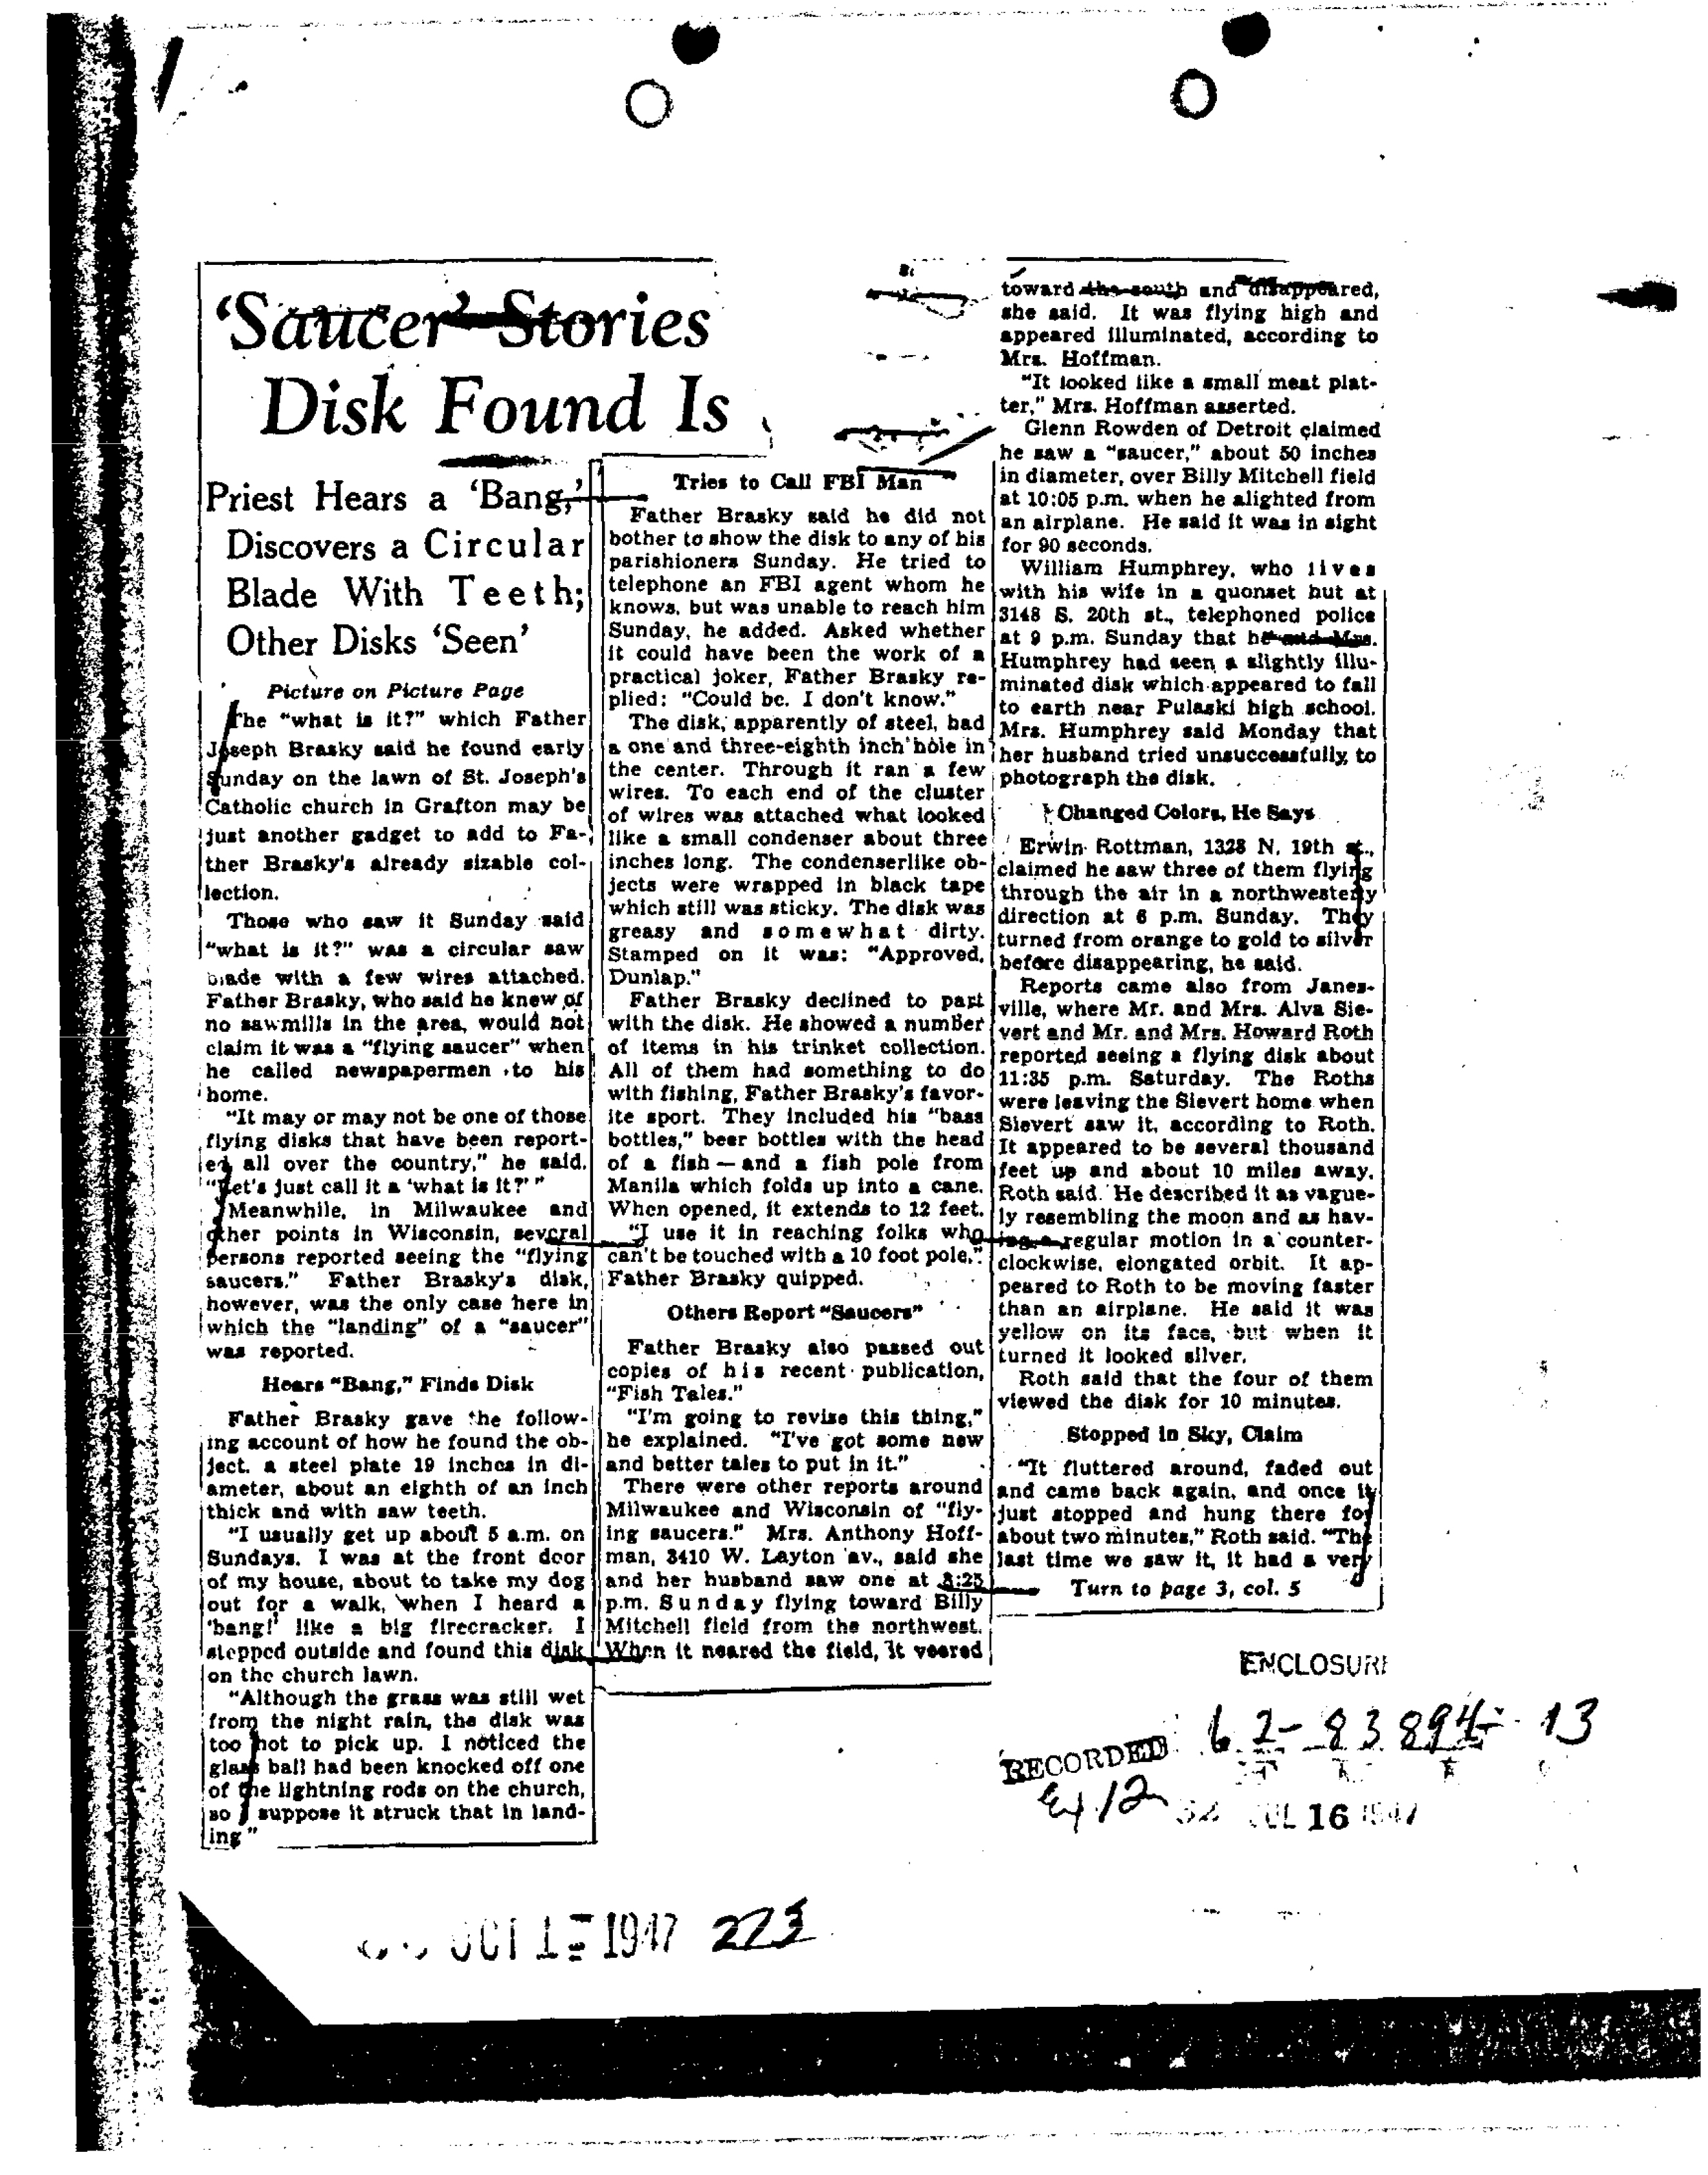 'Saucer' Stories
Disk Found Is
Priest Hears a 'Bang,'
Discovers a Circular
Blade With Teeth;
Other Disks 'Seen'
Picture on Picture Page
The "what is it?" which Father
Joseph Brasky said he found early
Sunday on the lawn of St. Joseph's
Catholic church in Grafton may be
just another gadget to add to Fa-
ther Brasky's already sizable col-
lection.
Those who saw it Sunday said
"what is it?" was a circular saw
blade with a few wires attached.
Father Brasky, who said he knew of
no sawmills in the area, would not
claim it was a "flying saucer" when
he called newspapermen to his
home.
"It may or may not be one of those
flying disks that have been report-
ed all over the country," he said.
"Let's just call it a 'what is it?'"
Meanwhile, in Milwaukee and
other points in Wisconsin, several
persons reported seeing the "flying
saucers." Father Brasky's disk,
however, was the only case here in
which the "landing" of a "saucer"
was reported.
Hears "Bang," Finds Disk
Father Brasky gave the follow-
ing account of how he found the ob-
ject, a steel plate 19 inches in di-
ameter, about an eighth of an inch
thick and with saw teeth.
"I usually get up about 5 a.m. on
Sundays. I was at the front door
of my house, about to take my dog
out for a walk, when I heard a
'bang!' like a big firecracker. I
stepped outside and found this disk
on the church lawn.
"Although the grass was still wet
from the night rain, the disk was
too hot to pick up. I noticed the
glass ball had been knocked off one
of the lightning rods on the church,
so I suppose it struck that in land-
ing"
Tries to Call FBI Man
Father Brasky said he did not
bother to show the disk to any of his
parishioners Sunday. He tried to
telephone an FBI agent whom he
knows, but was unable to reach him
Sunday, he added. Asked whether
it could have been the work of a
practical joker, Father Brasky re-
plied: "Could be. I don't know."
The disk, apparently of steel, had
a one and three-eighth inch hole in
the center. Through it ran a few
wires. To each end of the cluster
of wires was attached what looked
like a small condenser about three
inches long. The condenserlike ob-
jects were wrapped in black tape
which still was sticky. The disk was
greasy and somewhat dirty.
Stamped on it was: "Approved,
Dunlap."
Father Brasky declined to part
with the disk. He showed a number
of items in his trinket collection.
All of them had something to do
with fishing, Father Brasky's favor-
ite sport. They included his "bass
bottles," beer bottles with the head
of a fish — and a fish pole from
Manila which folds up into a cane.
When opened, it extends to 12 feet.
"I use it in reaching folks who
can't be touched with a 10 foot pole,"
Father Brasky quipped.
Others Report "Saucers"
Father Brasky also passed out
copies of his recent publication,
"Fish Tales."
"I'm going to revise this thing,"
he explained. "I've got some new
and better tales to put in it."
There were other reports around
Milwaukee and Wisconsin of "fly-
ing saucers." Mrs. Anthony Hoff-
man, 3410 W. Layton av., said she
and her husband saw one at 8:25
p.m. Sunday flying toward Billy
Mitchell field from the northwest.
When it neared the field, it veered
toward the south and disappeared,
she said. It was flying high and
appeared illuminated, according to
Mrs. Hoffman.
"It looked like a small meat plat-
ter," Mrs. Hoffman asserted.
Glenn Rowden of Detroit claimed
he saw a "saucer," about 50 inches
in diameter, over Billy Mitchell field
at 10:05 p.m. when he alighted from
an airplane. He said it was in sight
for 90 seconds.
William Humphrey, who lives
with his wife in a quonset hut at
3148 S. 20th st., telephoned police
at 9 p.m. Sunday that he and Mrs.
Humphrey had seen a slightly illu-
minated disk which appeared to fall
to earth near Pulaski high school.
Mrs. Humphrey said Monday that
her husband tried unsuccessfully to
photograph the disk.
Changed Colors, He Says
Erwin Rottman, 1328 N. 19th st.,
claimed he saw three of them flying
through the air in a northwesterly
direction at 6 p.m. Sunday. They
turned from orange to gold to silver
before disappearing, he said.
Reports came also from Janes-
ville, where Mr. and Mrs. Alva Sie-
vert and Mr. and Mrs. Howard Roth
reported seeing a flying disk about
11:35 p.m. Saturday. The Roths
were leaving the Sievert home when
Sievert saw it, according to Roth.
It appeared to be several thousand
feet up and about 10 miles away,
Roth said. He described it as vague-
ly resembling the moon and as hav-
ing a regular motion in a counter-
clockwise, elongated orbit. It ap-
peared to Roth to be moving faster
than an airplane. He said it was
yellow on its face, but when it
turned it looked silver.
Roth said that the four of them
viewed the disk for 10 minutes.
Stopped in Sky, Claim
"It fluttered around, faded out
and came back again, and once it
just stopped and hung there for
about two minutes," Roth said. "The
last time we saw it, it had a very
Turn to page 3, col. 5
ENCLOSURE
62-83894-13
RECORDED
Ex 12
JUL 16 1947
OCT 1 1947 273